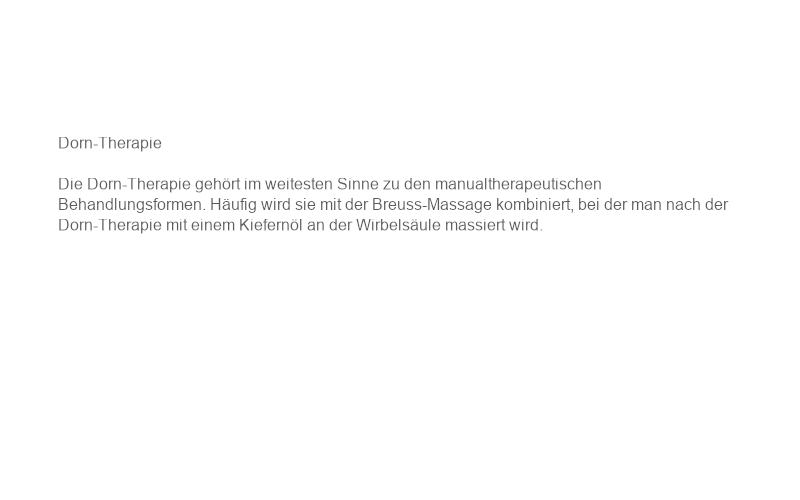 Dorn-Therapie
Die Dorn-Therapie gehört im weitesten Sinne zu den manualtherapeutischen
Behandlungsformen. Häufig wird sie mit der Breuss-Massage kombiniert, bei der man nach der
Dorn-Therapie mit einem Kiefernöl an der Wirbelsäule massiert wird.